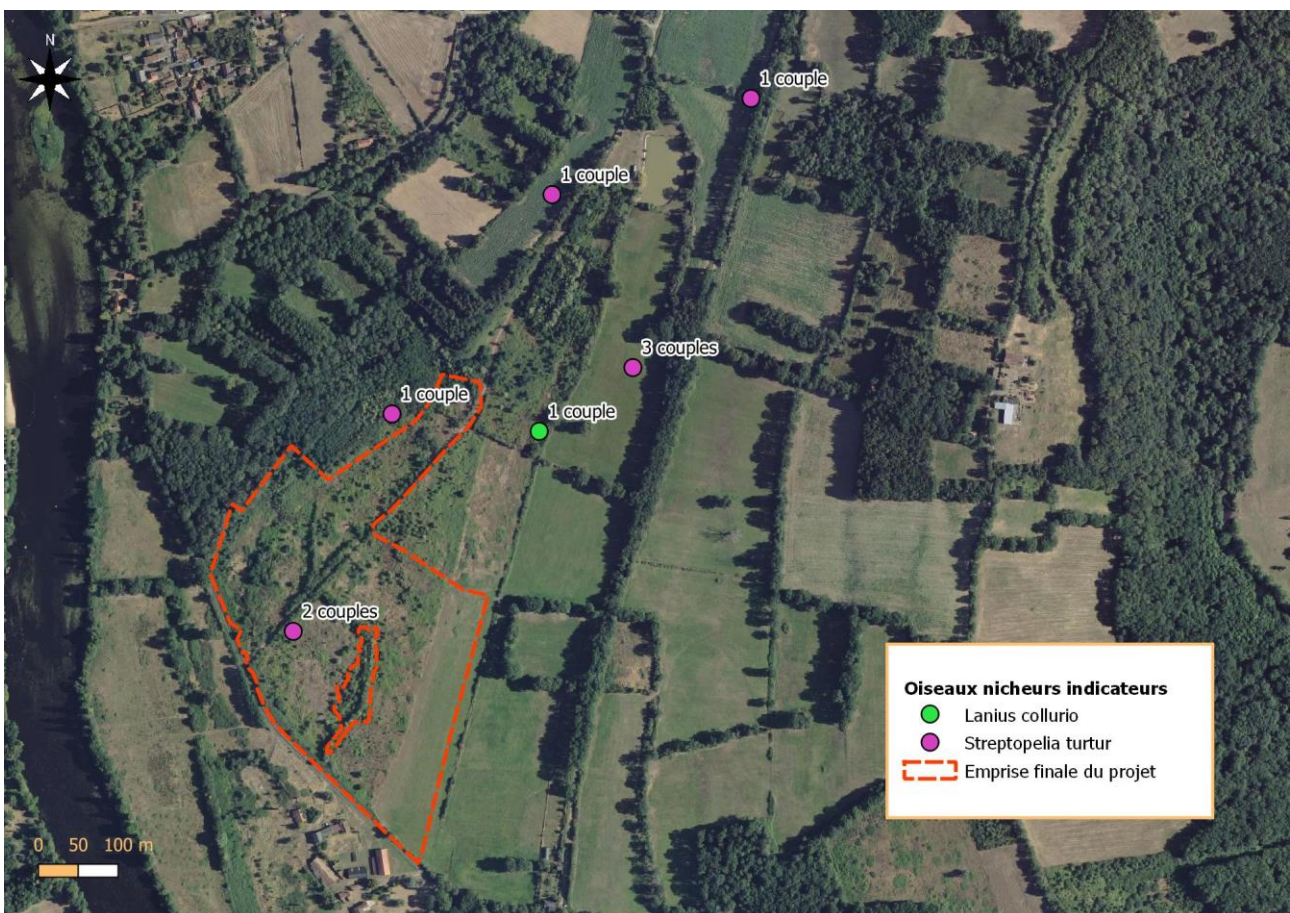 N
1 couple
1 couple
3 couples
1 couple
1 couple
2 couples
Oiseaux nicheurs indicateurs
Lanius collurio
Streptopelia turtur
Emprise finale du projet
0 50 100 m